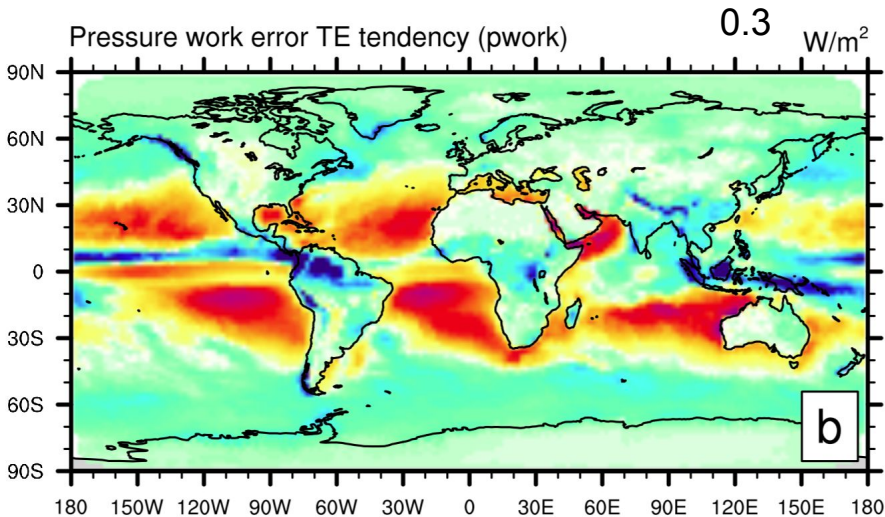 0.3
Pressure work error TE tendency (pwork) W/m²
90N
60N
30N
0
30S
60S
90S
b
180 150W 120W 90W 60W 30W 0 30E 60E 90E 120E 150E 180